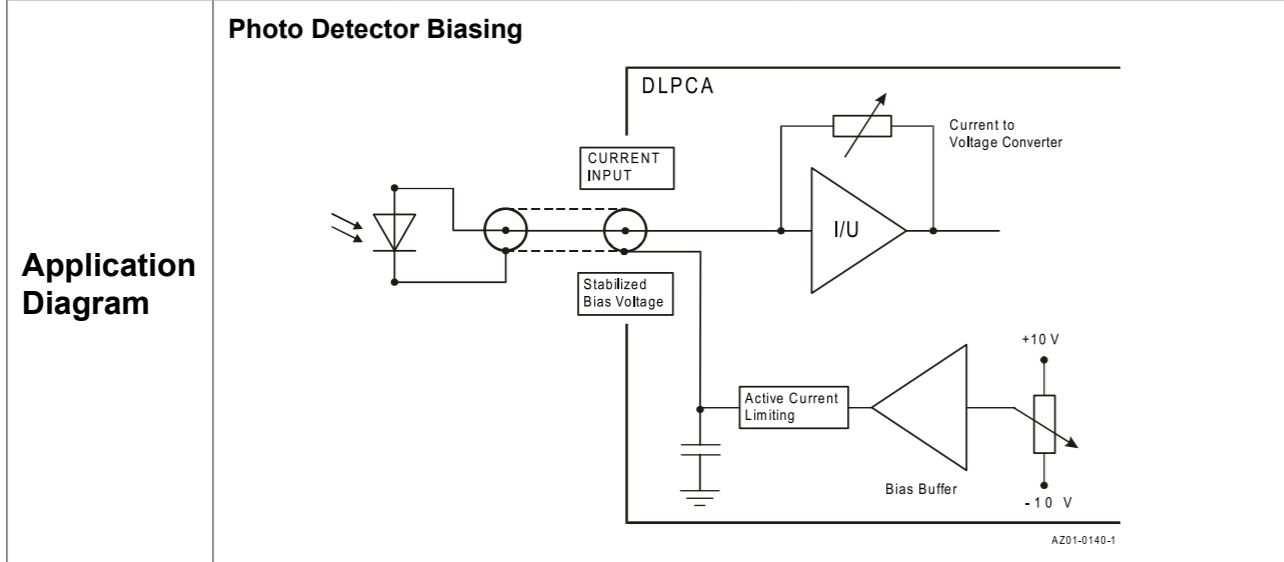 Photo Detector Biasing
Application
Diagram
DLPCA
CURRENT
INPUT
Current to
Voltage Converter
I/U
Stabilized
Bias Voltage
+10 V
Active Current
Limiting
Bias Buffer
-10 V
AZ01-0140-1